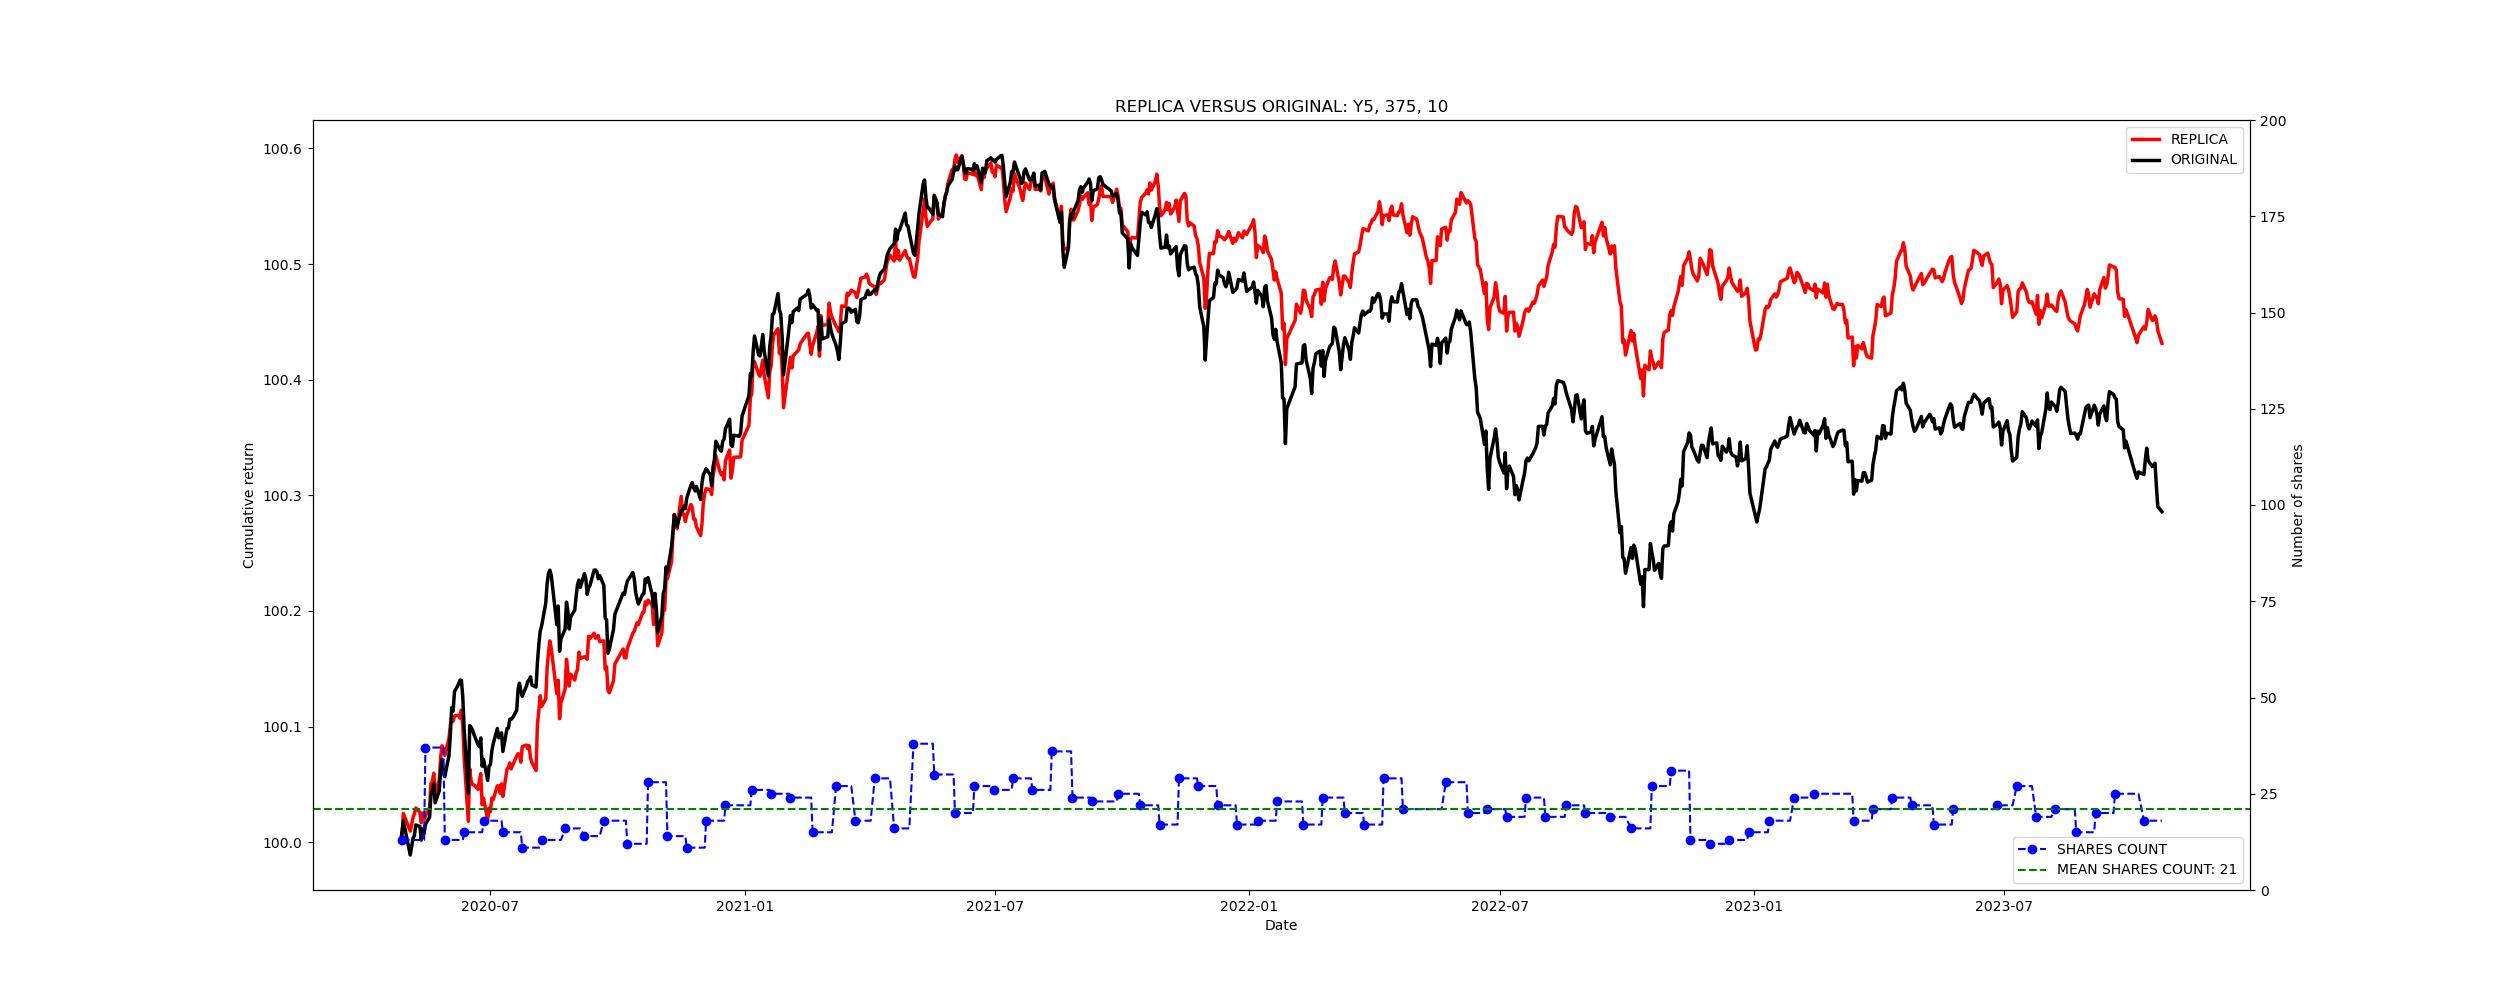 REPLICA VERSUS ORIGINAL: Y5, 375, 10
REPLICA
ORIGINAL
Cumulative return
100.6
100.5
100.4
100.3
100.2
100.1
100.0
Number of shares
200
175
150
125
100
75
50
25
0
SHARES COUNT
MEAN SHARES COUNT: 21
2020-07
2021-01
2021-07
2022-01
2022-07
2023-01
2023-07
Date